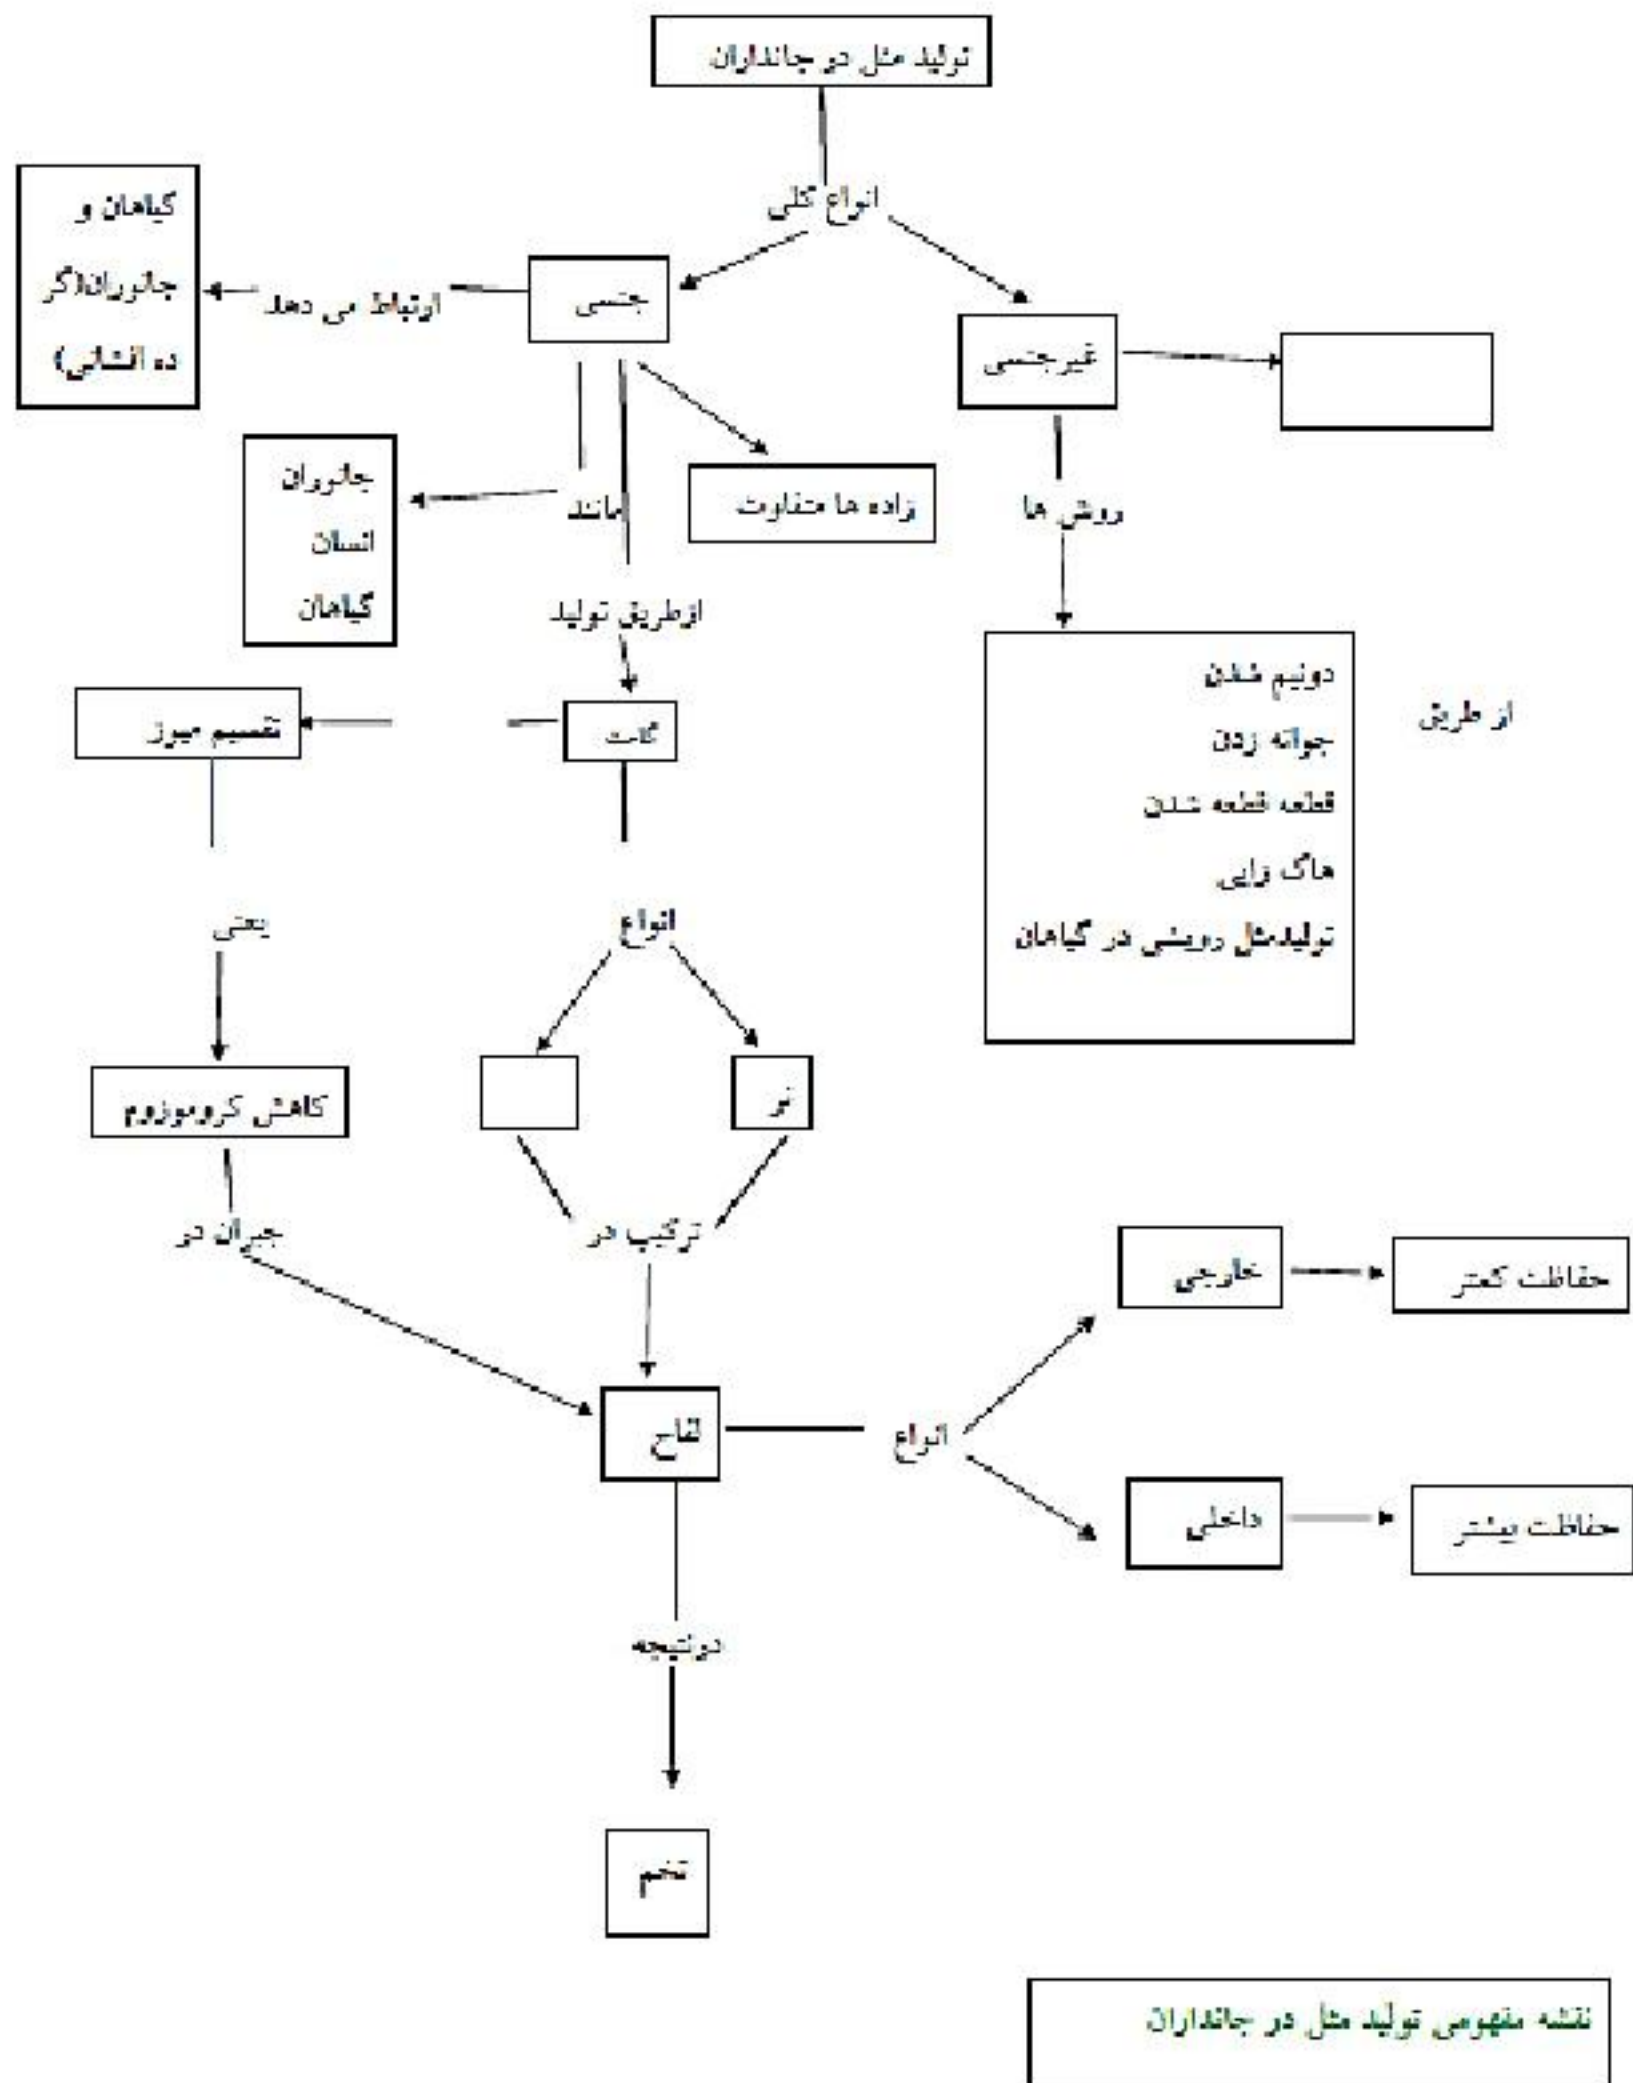 تولید مثل در جانداران
انواع کلی
جنسی
ارتباط می دهد
گیاهان و
جانوران(گر
ده افشانی)
غیرجنسی
مانند
جانوران
انسان
گیاهان
زاده ها متفاوت
روش ها
ازطریق تولید
دونیم شدن
جوانه زدن
قطعه قطعه شدن
هاگ زایی
تولیدمثل رویشی در گیاهان
از طریق
گامت
تقسیم میوز
یعنی
انواع
کاهش کروموزوم
نر
جبران در
ترکیب در
خارجی
حفاظت کمتر
لقاح
انواع
داخلی
حفاظت بیشتر
درنتیجه
تخم
نقشه مفهومی تولید مثل در جانداران